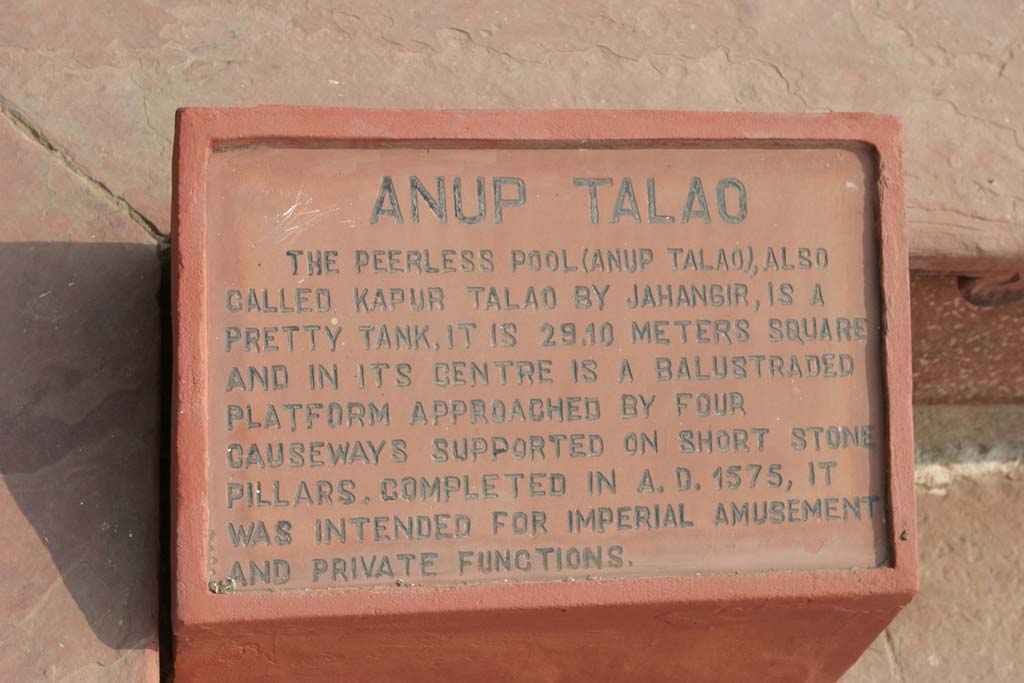 ANUP TALAO
THE PEERLESS POOL(ANUP TALAO), ALSO
CALLED KAPUR TALAO BY JAHANGIR, IS A
PRETTY TANK. IT IS 29.10 METERS SQUARE
AND IN ITS CENTRE IS A BALUSTRADED
PLATFORM APPROACHED BY FOUR
CAUSEWAYS SUPPORTED ON SHORT STONE
PILLARS. COMPLETED IN A. D. 1575, IT
WAS INTENDED FOR IMPERIAL AMUSEMENT
AND PRIVATE FUNCTIONS.